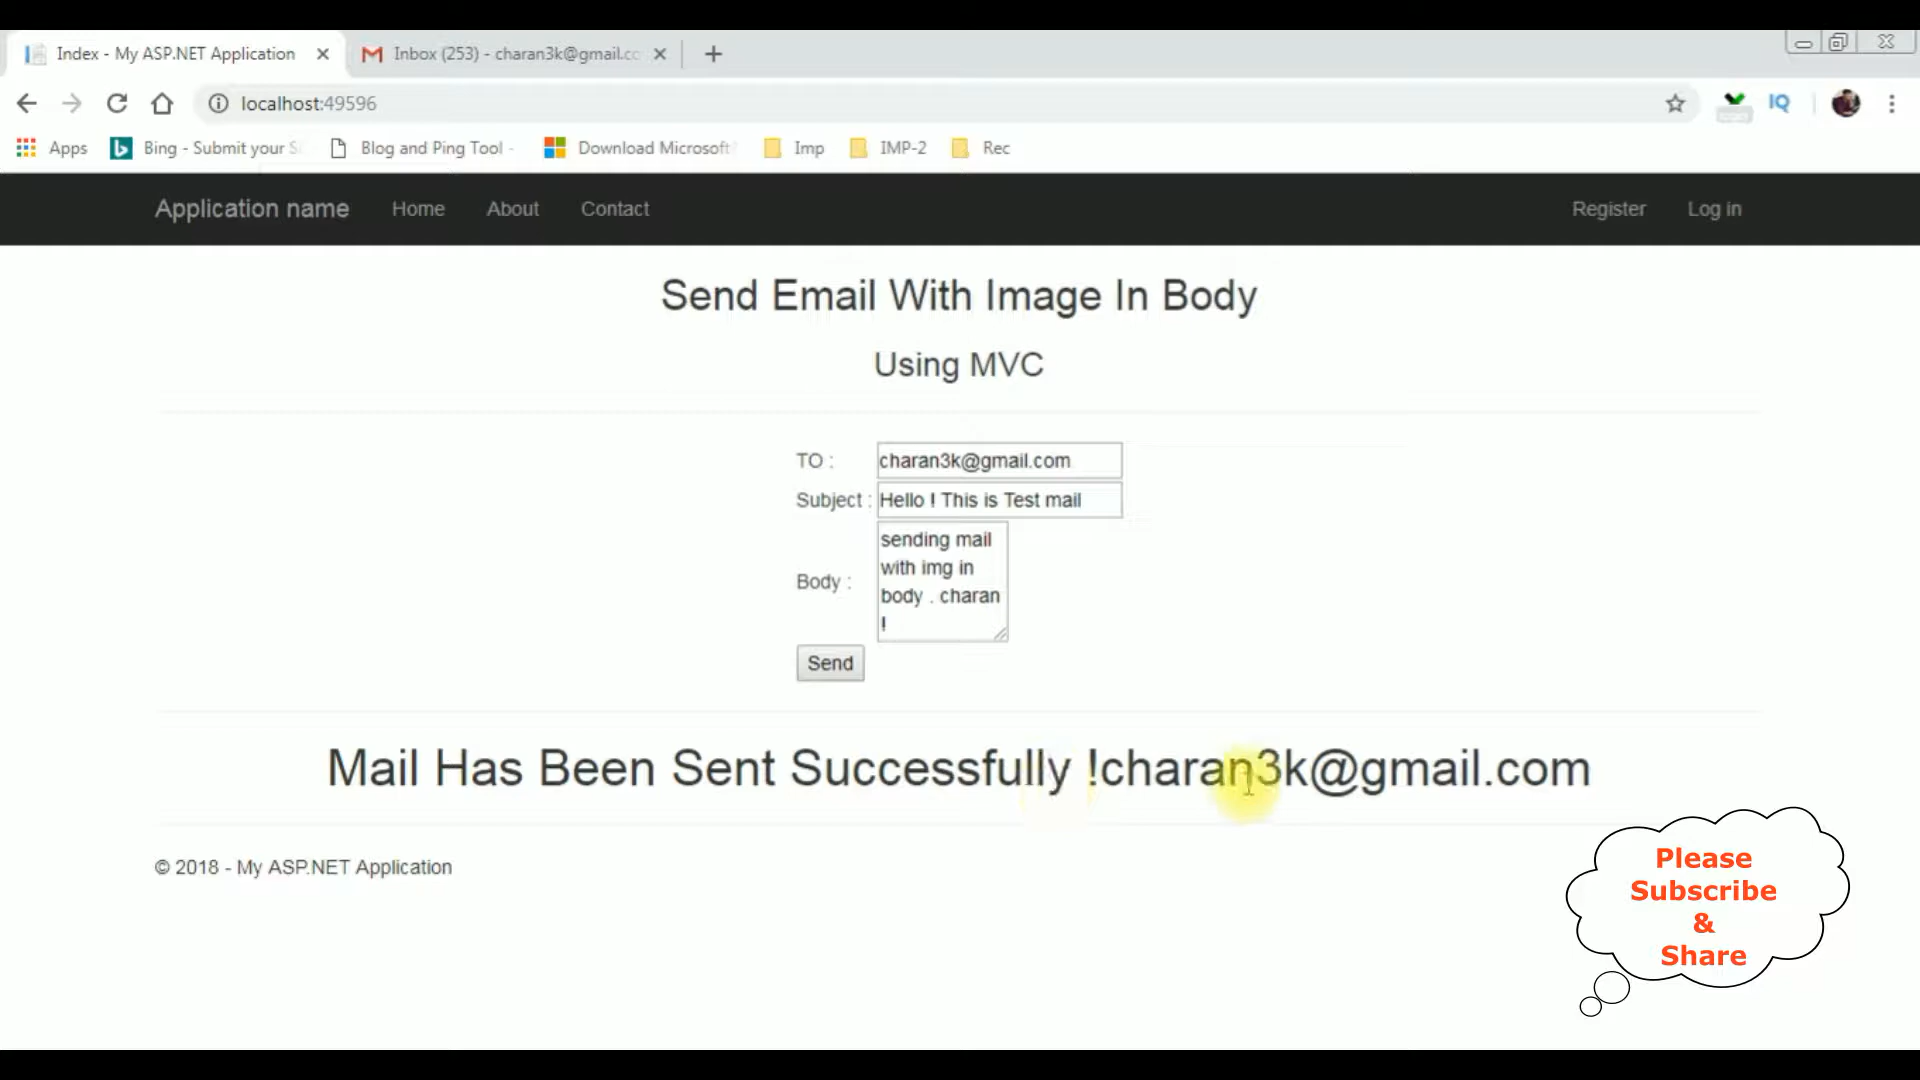 Index - My ASP.NET Application
Inbox (253) - charan3k@gmail.co
localhost:49596
IQ
Apps
Bing - Submit your S
Blog and Ping Tool -
Download Microsoft
Imp
IMP-2
Rec
Application name
Home
About
Contact
Register
Log in
Send Email With Image In Body
Using MVC
TO :
charan3k@gmail.com
Subject :
Hello ! This is Test mail
Body :
sending mail
with img in
body . charan
!
Send
Mail Has Been Sent Successfully !charan3k@gmail.com
© 2018 - My ASP.NET Application
Please
Subscribe
&
Share